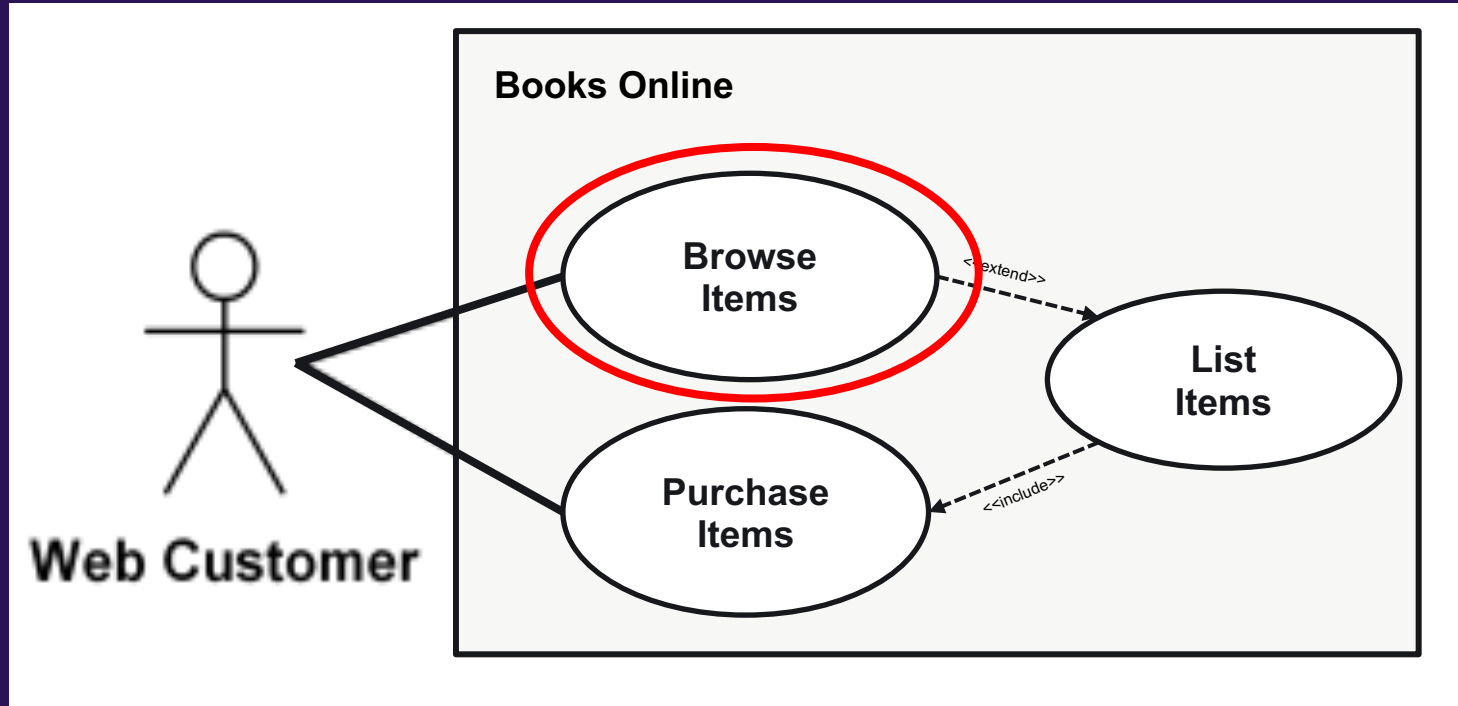 Books Online
Browse
Items
<<extend>>
List
Items
Purchase
Items
<<include>>
Web Customer